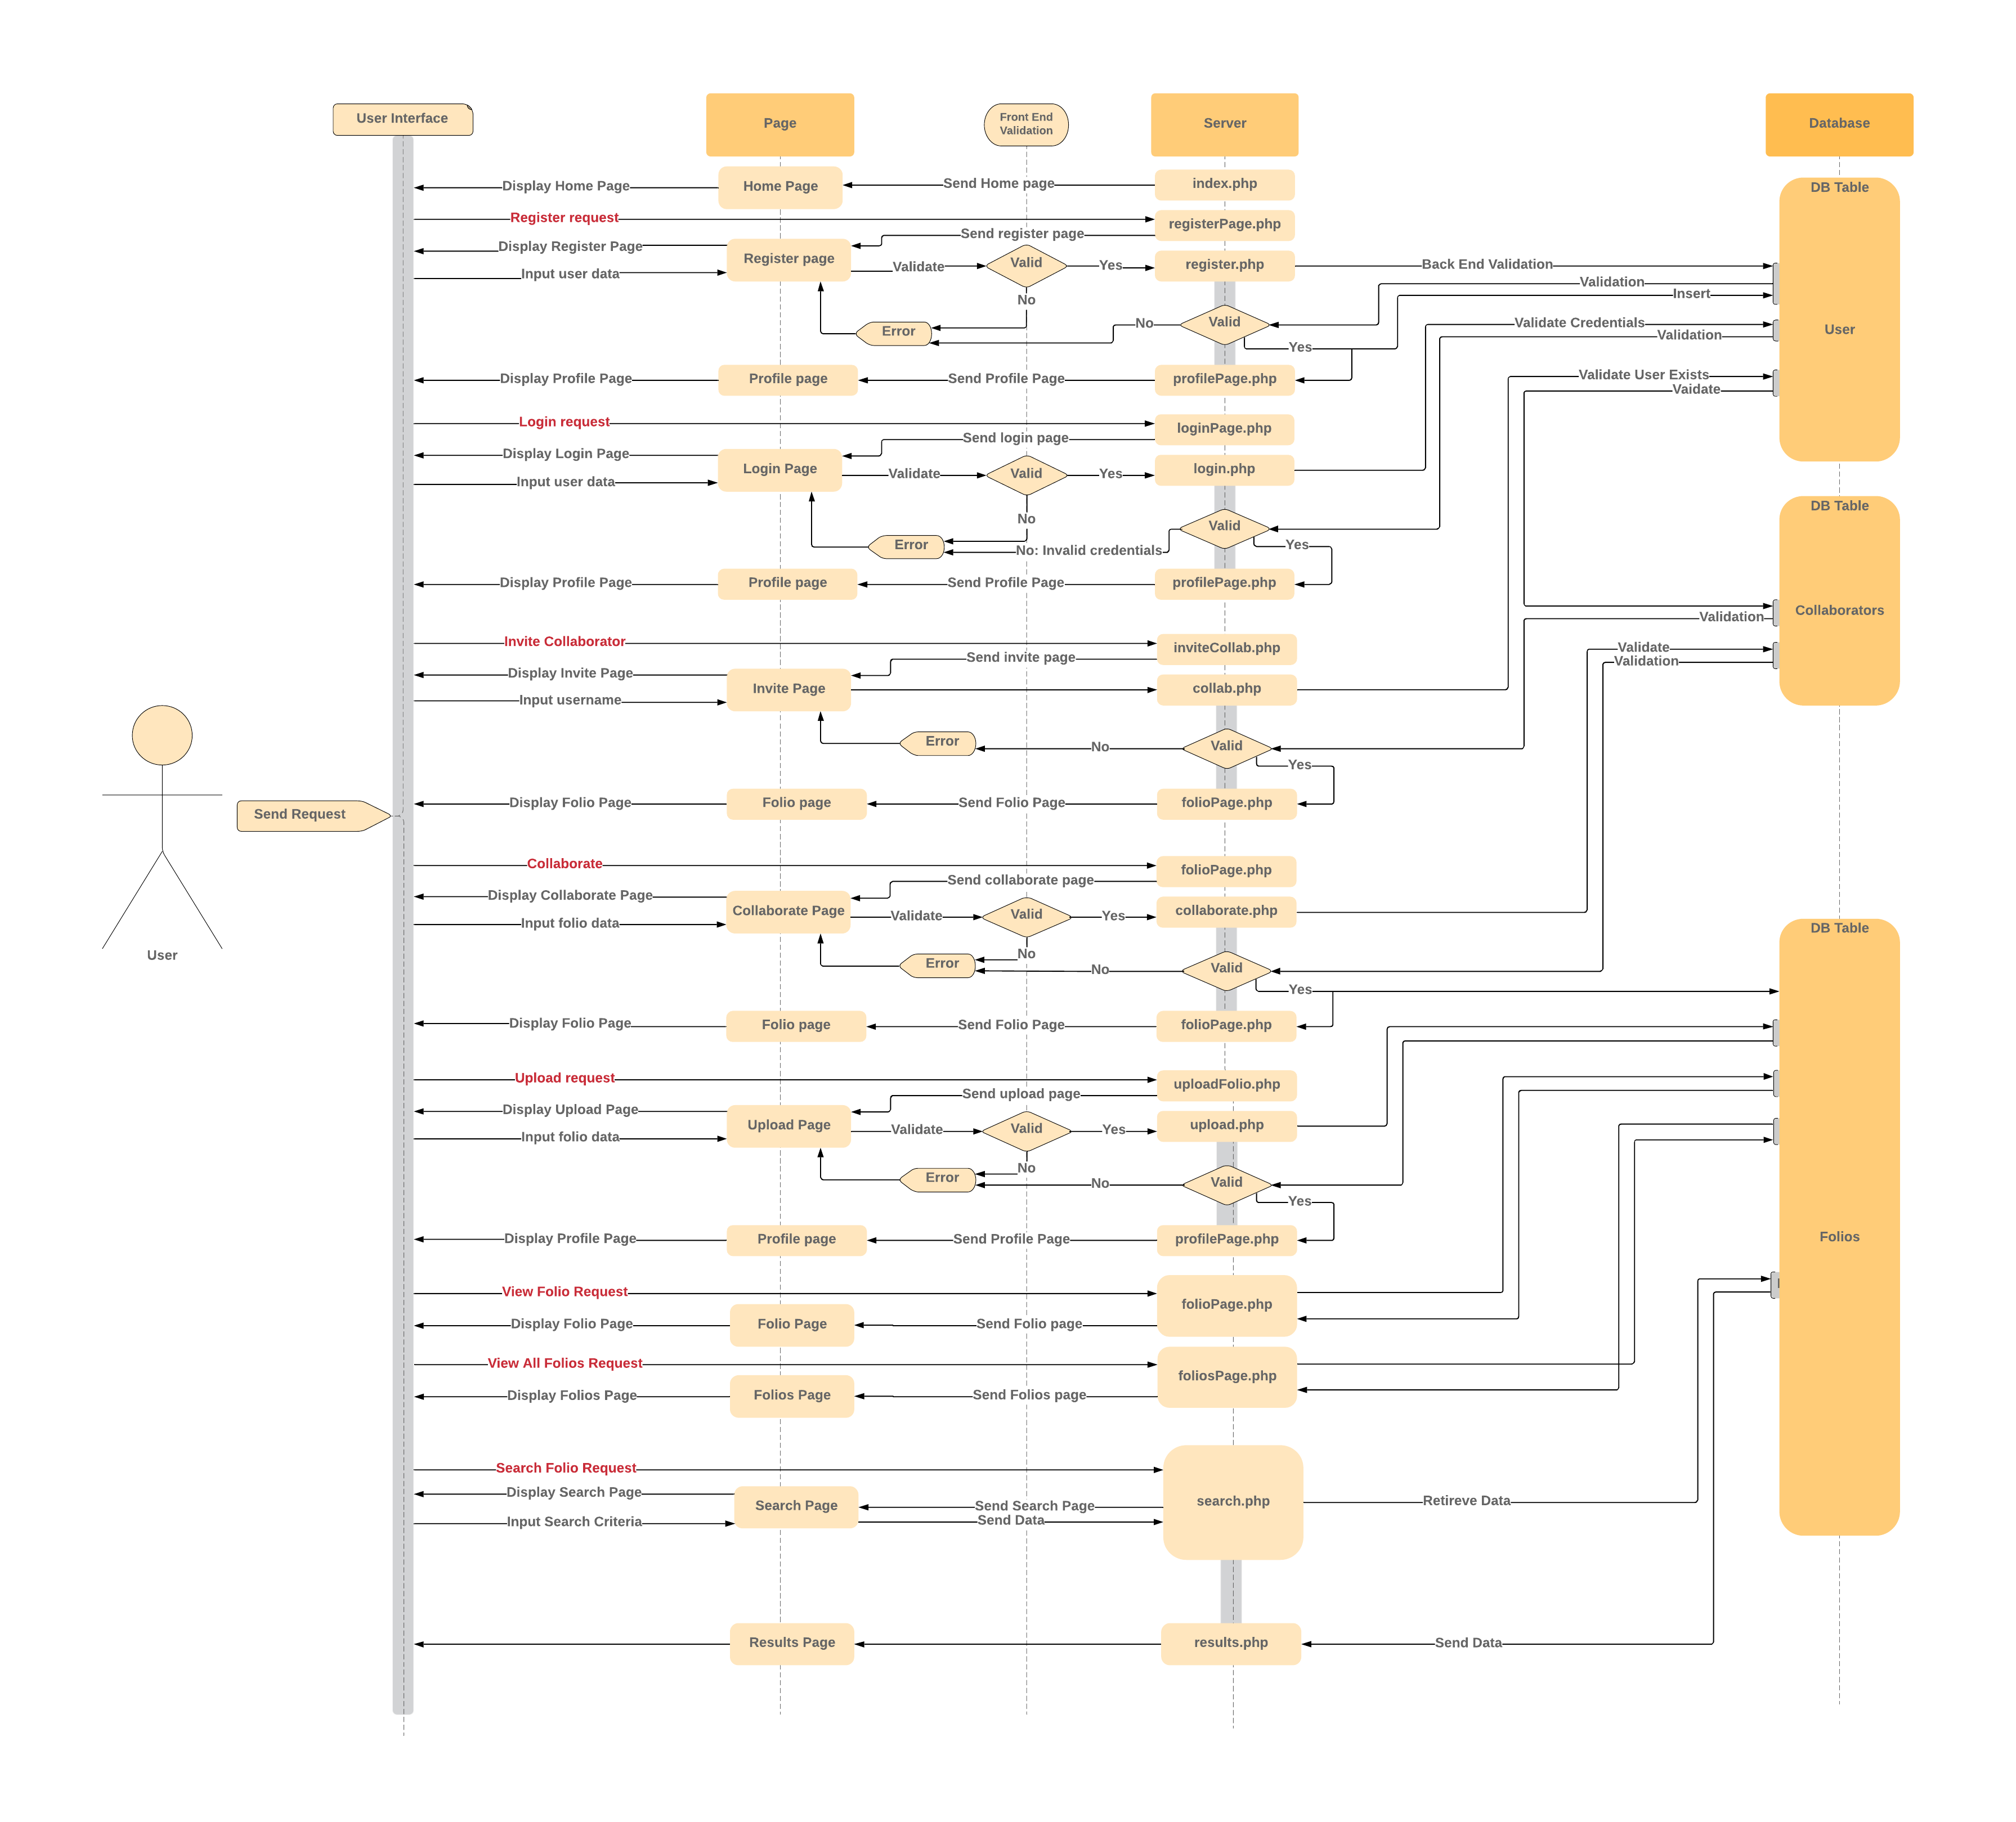 User Interface
Page
Front End
Validation
Server
Database
Display Home Page
Home Page
Send Home page
index.php
DB Table
Register request
registerPage.php
Send register page
Display Register Page
Register page
Validate
Valid
Yes
register.php
Back End Validation
Input user data
Validation
Insert
No
Error
No
Valid
Yes
Validate Credentials
Validation
User
Display Profile Page
Profile page
Send Profile Page
profilePage.php
Validate User Exists
Vaidate
Login request
loginPage.php
Send login page
Display Login Page
Login Page
Validate
Valid
Yes
login.php
Input user data
DB Table
No
Error
No: Invalid credentials
Valid
Yes
Display Profile Page
Profile page
Send Profile Page
profilePage.php
Collaborators
Validation
Invite Collaborator
inviteCollab.php
Send invite page
Validate
Validation
Display Invite Page
Invite Page
collab.php
Input username
Error
No
Valid
Yes
Display Folio Page
Folio page
Send Folio Page
folioPage.php
Send Request
User
Collaborate
folioPage.php
Send collaborate page
Display Collaborate Page
Collaborate Page
Validate
Valid
Yes
collaborate.php
Input folio data
DB Table
No
Error
No
Valid
Yes
Display Folio Page
Folio page
Send Folio Page
folioPage.php
Upload request
uploadFolio.php
Send upload page
Display Upload Page
Upload Page
Validate
Valid
Yes
upload.php
Input folio data
No
Error
No
Valid
Yes
Display Profile Page
Profile page
Send Profile Page
profilePage.php
Folios
View Folio Request
folioPage.php
Display Folio Page
Folio Page
Send Folio page
View All Folios Request
foliosPage.php
Display Folios Page
Folios Page
Send Folios page
Search Folio Request
Display Search Page
Search Page
Send Search Page
search.php
Retireve Data
Input Search Criteria
Send Data
Results Page
results.php
Send Data